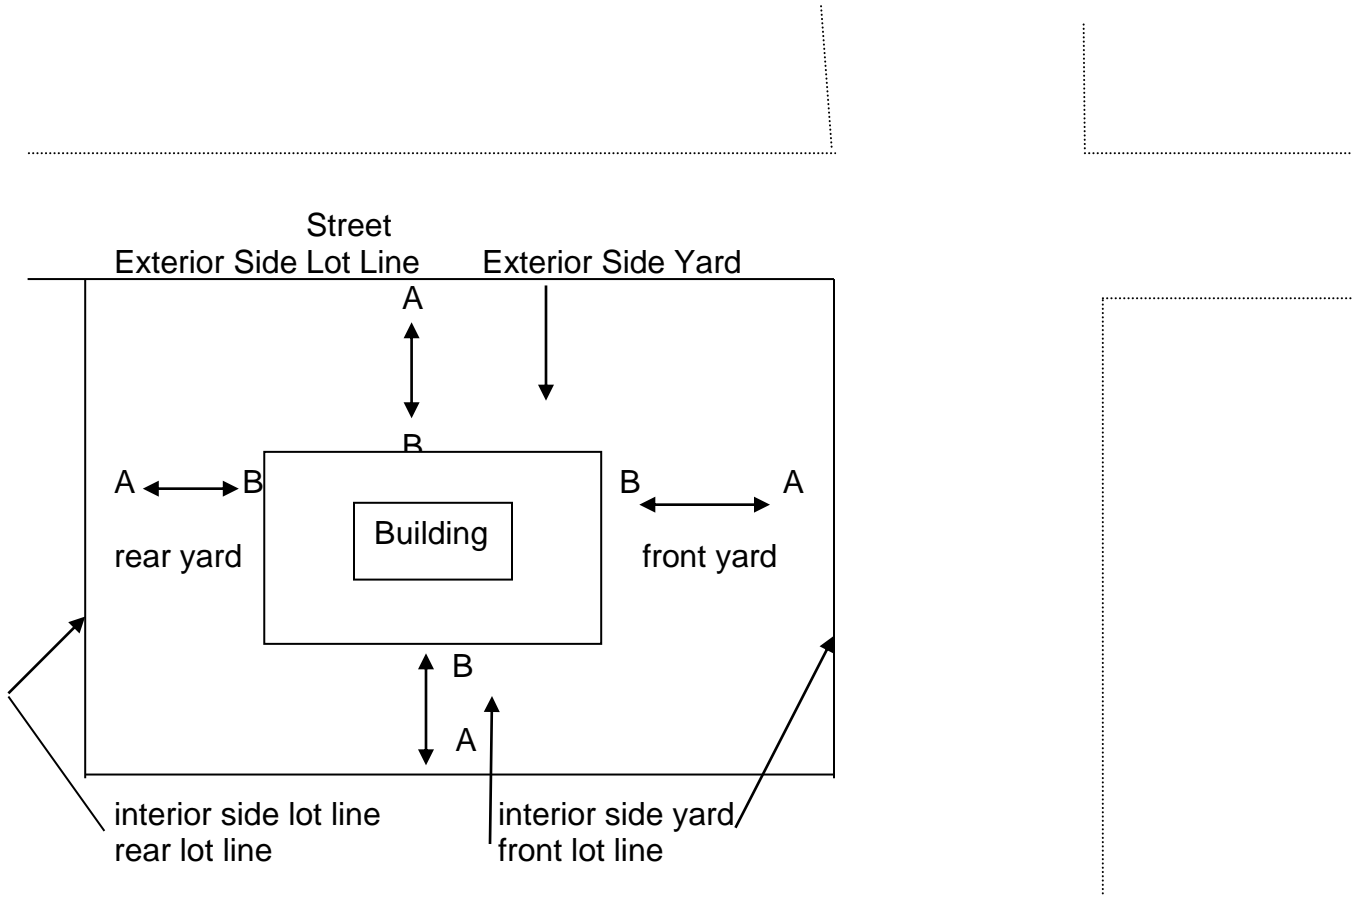 Street
Exterior Side Lot Line Exterior Side Yard
A
B
A B
B A
Building
rear yard
front yard
B
A
interior side lot line
rear lot line
interior side yard
front lot line